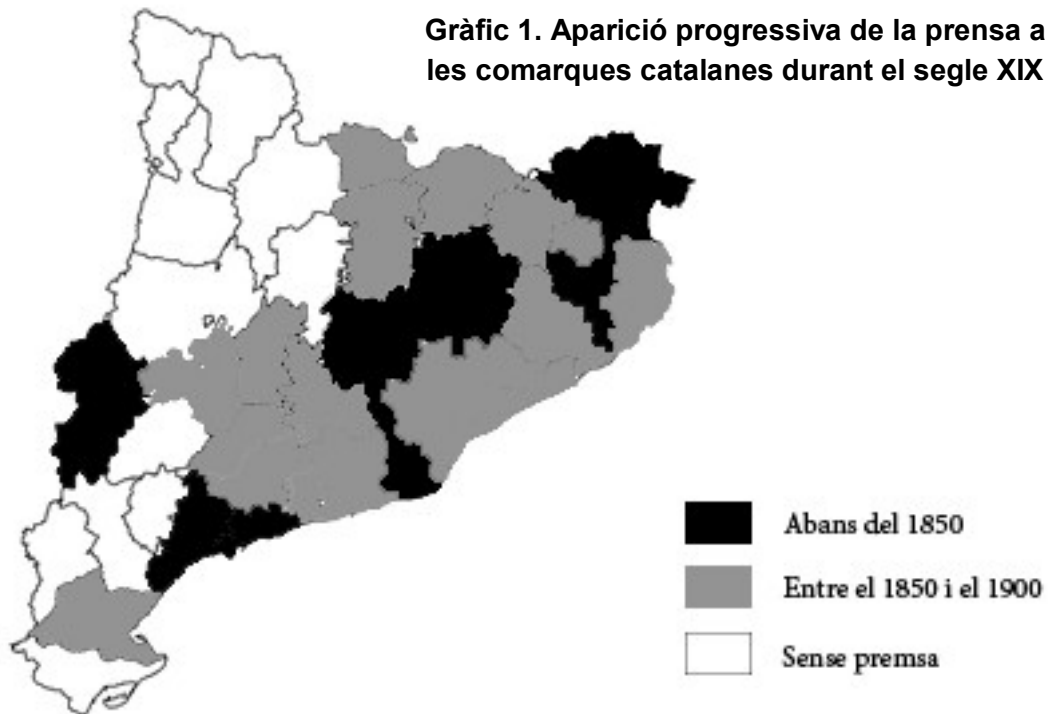 Gràfic 1. Aparició progressiva de la prensa a
les comarques catalanes durant el segle XIX
Abans del 1850
Entre el 1850 i el 1900
Sense premsa